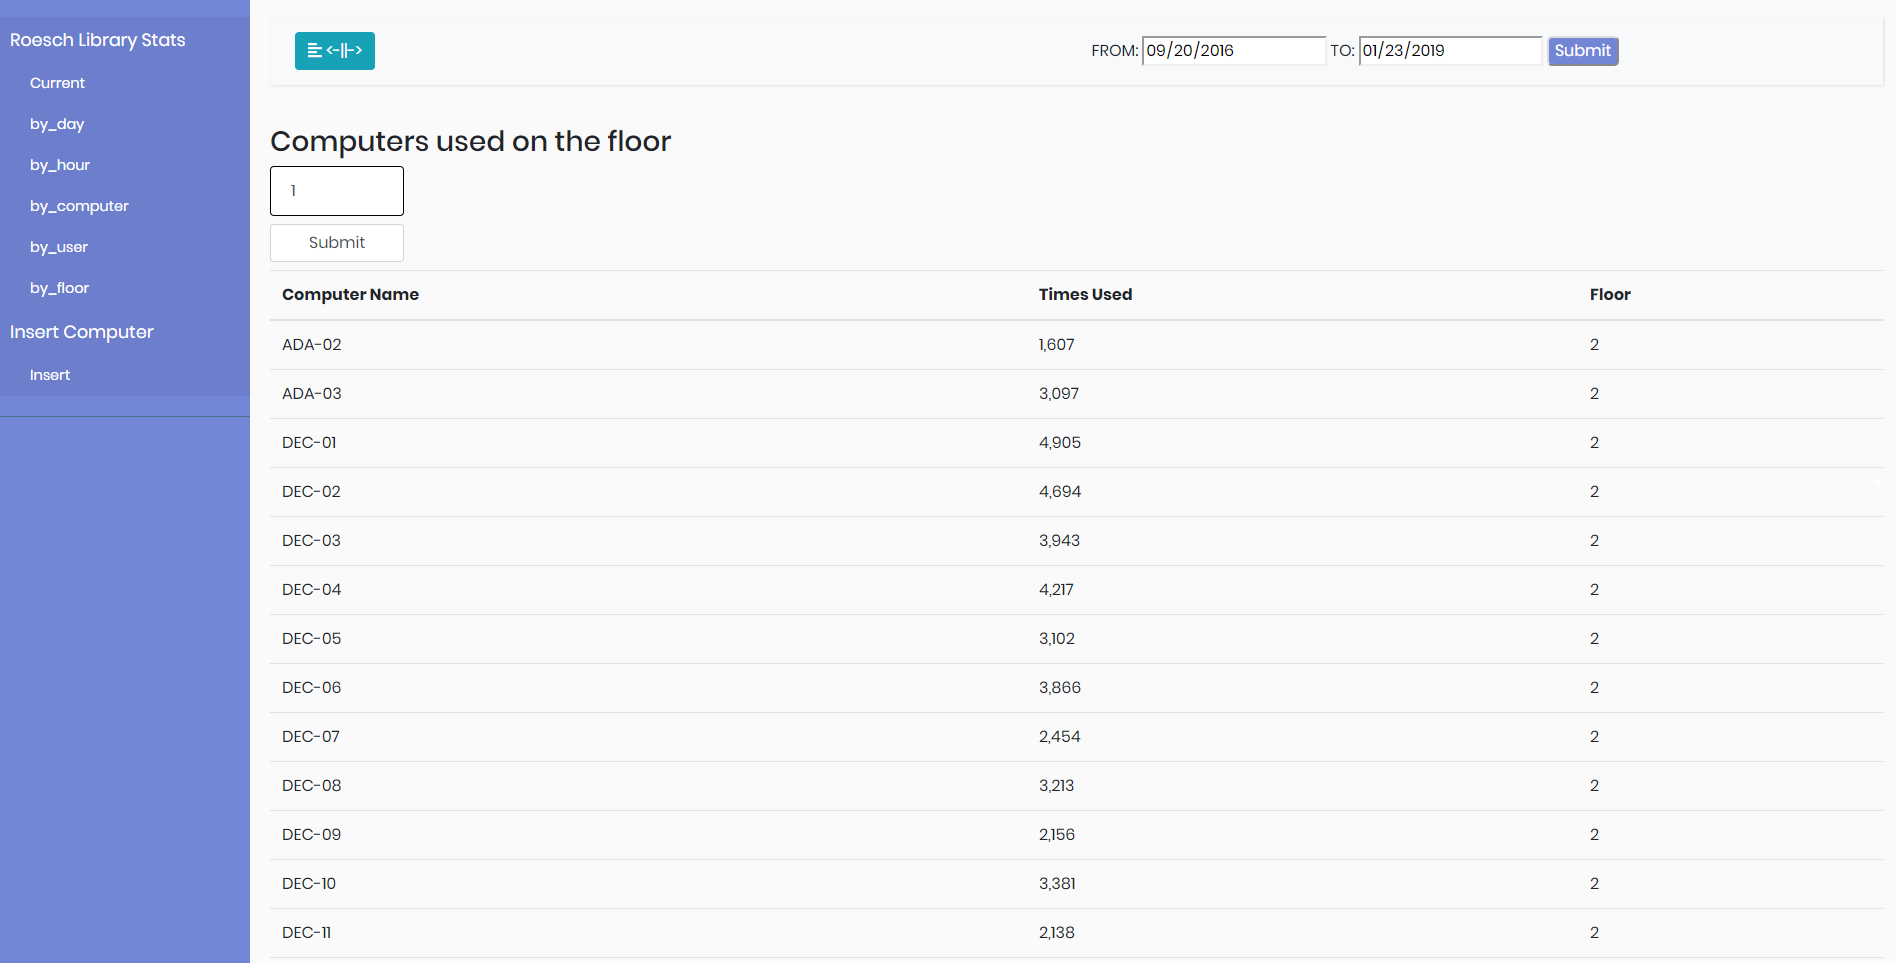 Roesch Library Stats
Current
by_day
by_hour
by_computer
by_user
by_floor
Insert Computer
Insert
<-||-> FROM: 09/20/2016 TO: 01/23/2019 Submit
Computers used on the floor
1
Submit
Computer Name Times Used Floor
ADA-02 1,607 2
ADA-03 3,097 2
DEC-01 4,905 2
DEC-02 4,694 2
DEC-03 3,943 2
DEC-04 4,217 2
DEC-05 3,102 2
DEC-06 3,866 2
DEC-07 2,454 2
DEC-08 3,213 2
DEC-09 2,156 2
DEC-10 3,381 2
DEC-11 2,138 2